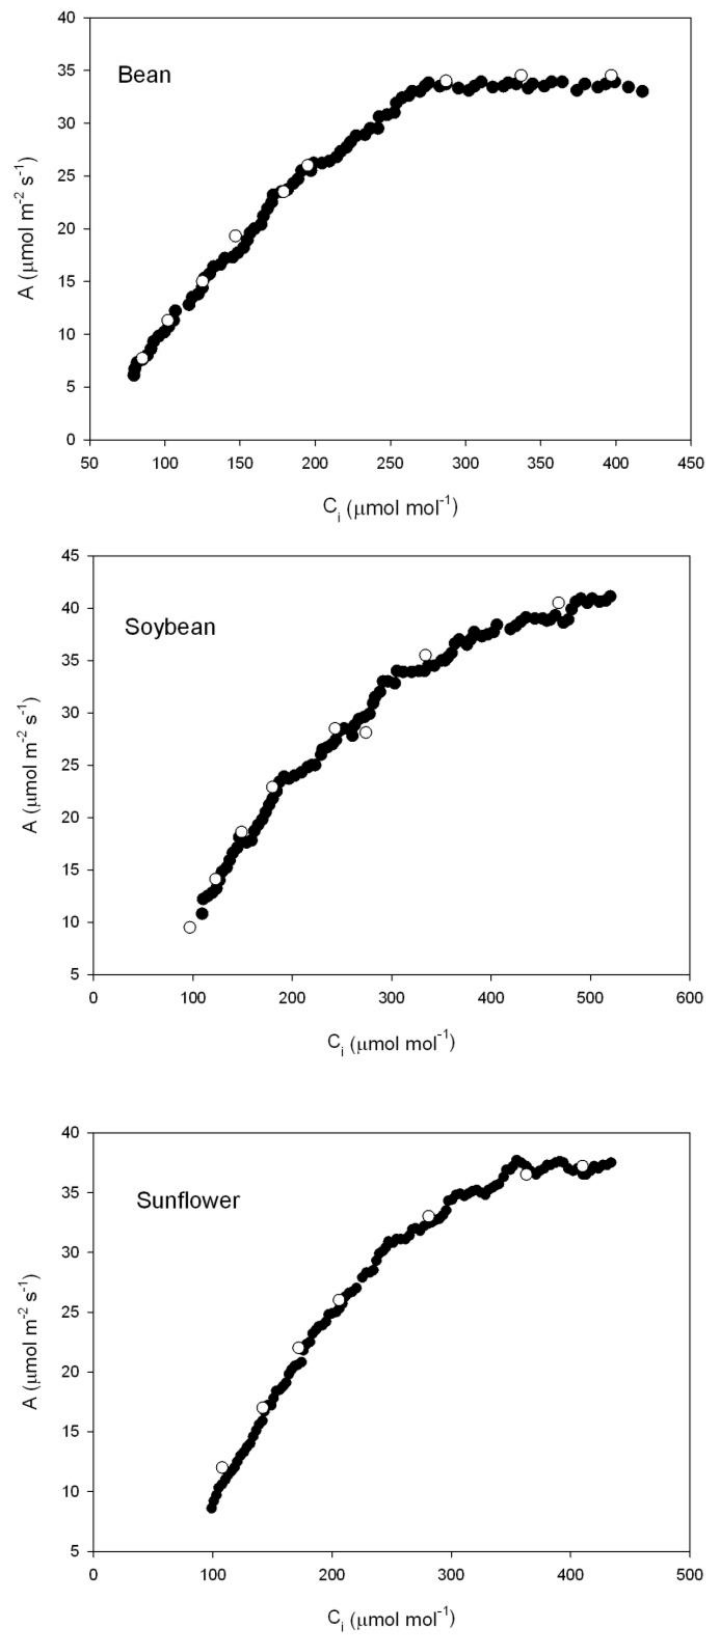 40
35
30
25
20
15
10
5
0
Bean
A (μmol m⁻² s⁻¹)
50 100 150 200 250 300 350 400 450
Cᵢ (μmol mol⁻¹)
45
40
35
30
25
20
15
10
5
Soybean
A (μmol m⁻² s⁻¹)
0 100 200 300 400 500 600
Cᵢ (μmol mol⁻¹)
40
35
30
25
20
15
10
5
Sunflower
A (μmol m⁻² s⁻¹)
0 100 200 300 400 500
Cᵢ (μmol mol⁻¹)